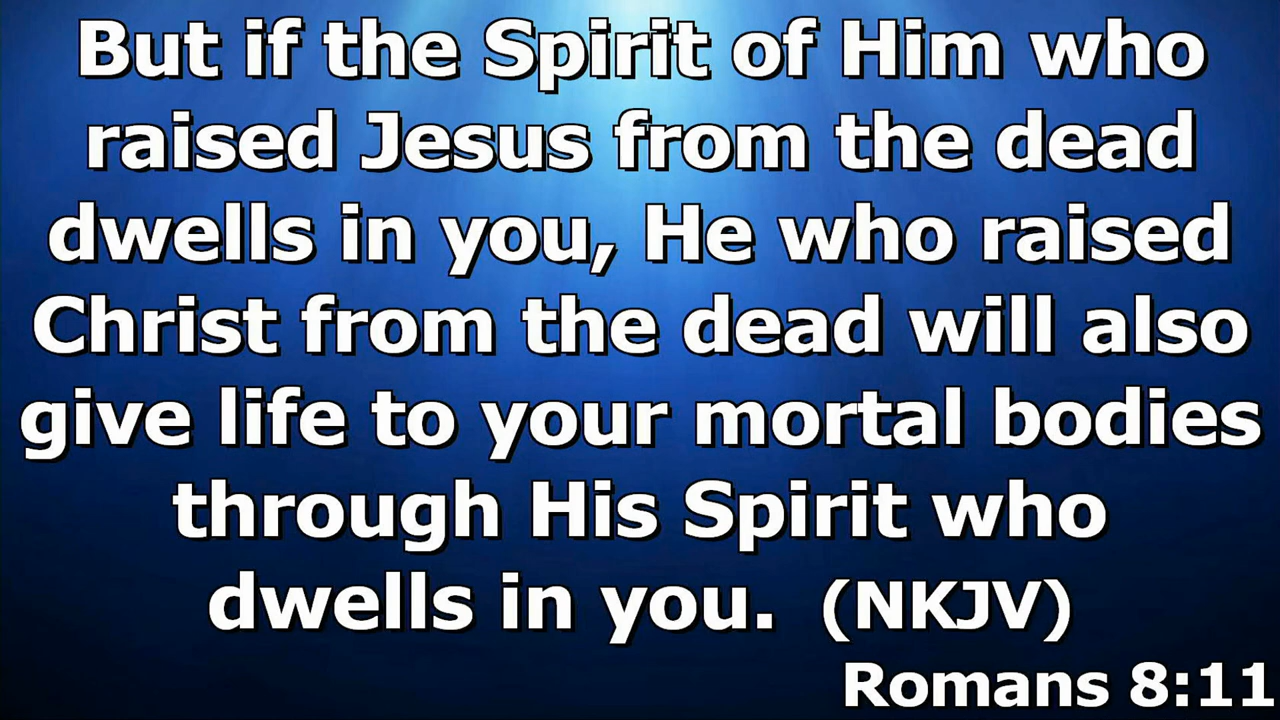 But if the Spirit of Him who
raised Jesus from the dead
dwells in you, He who raised
Christ from the dead will also
give life to your mortal bodies
through His Spirit who
dwells in you.  (NKJV)
Romans 8:11